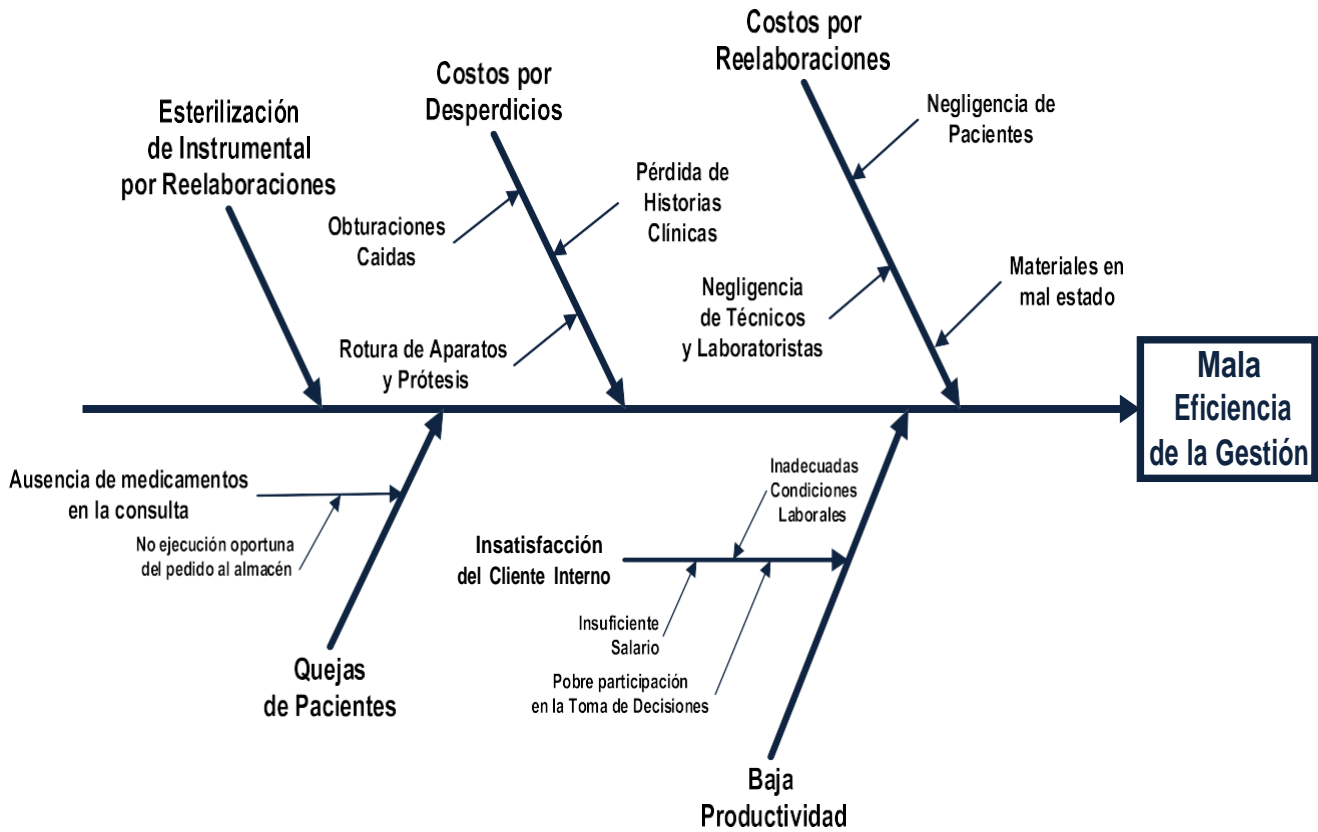 Costos por
Reelaboraciones
Costos por
Desperdicios
Esterilización
de Instrumental
por Reelaboraciones
Negligencia de
Pacientes
Pérdida de
Historias
Clínicas
Obturaciones
Caidas
Materiales en
mal estado
Negligencia
de Técnicos
y Laboratoristas
Rotura de Aparatos
y Prótesis
Mala
Eficiencia
de la Gestión
Ausencia de medicamentos
en la consulta
No ejecución oportuna
del pedido al almacén
Inadecuadas
Condiciones
Laborales
Insatisfacción
del Cliente Interno
Insuficiente
Salario
Pobre participación
en la Toma de Decisiones
Quejas
de Pacientes
Baja
Productividad